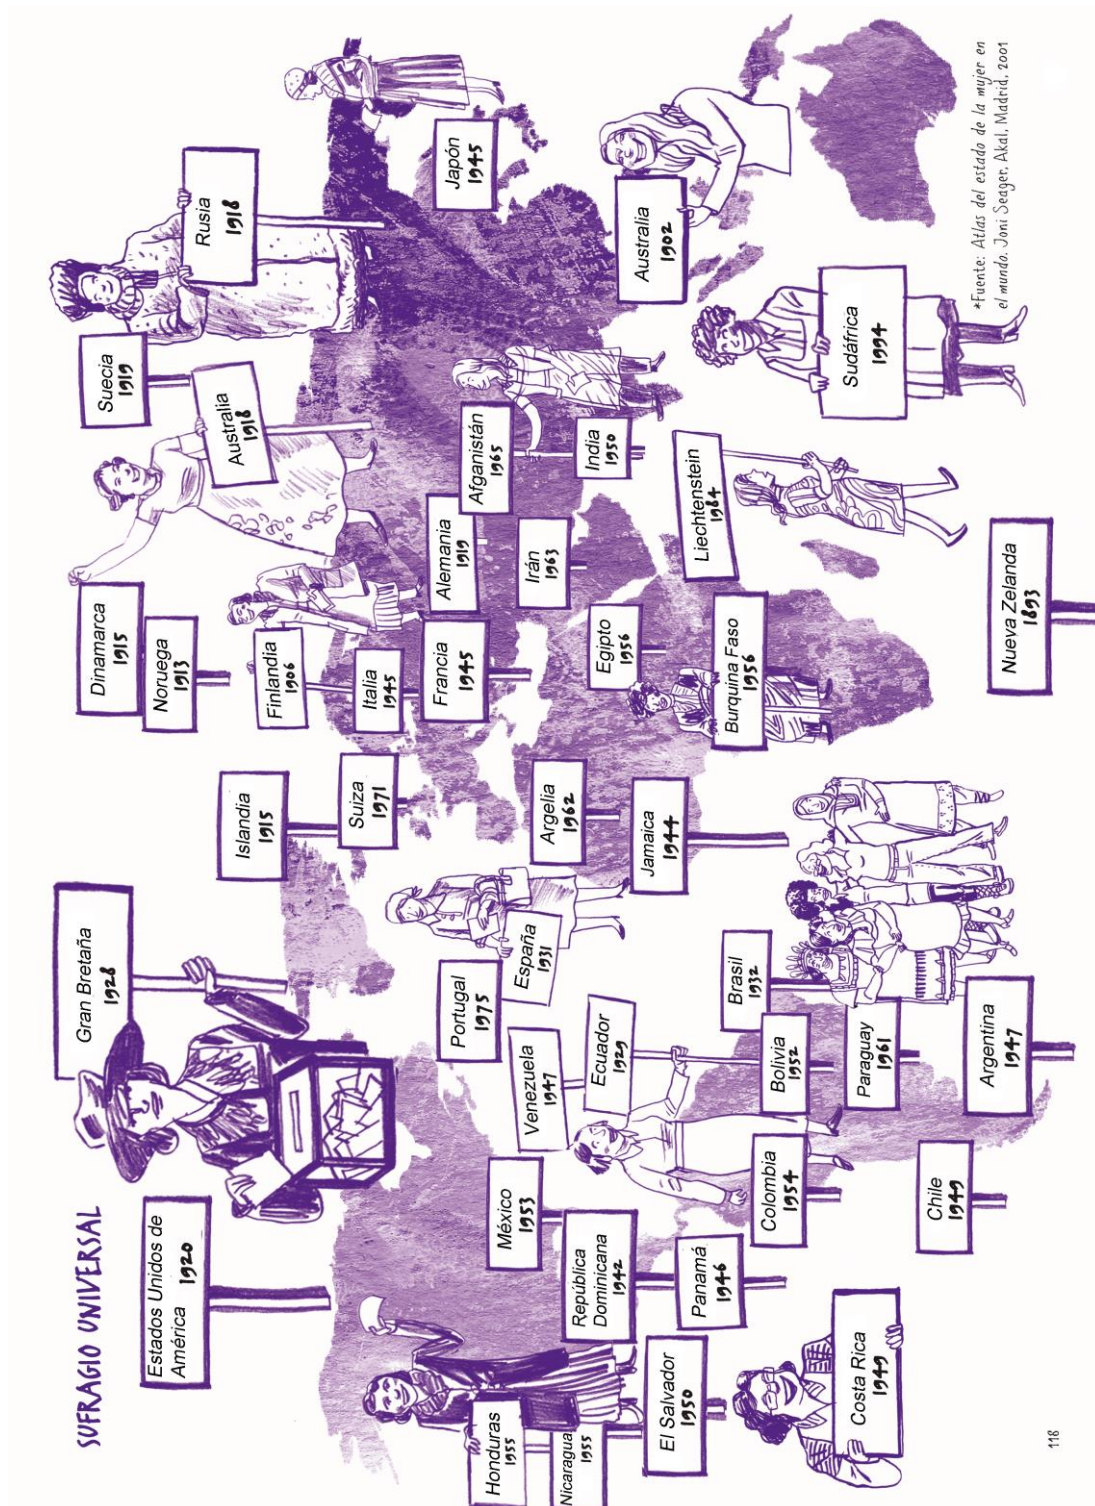 SUFRAGIO UNIVERSAL
Estados Unidos de
América 1920
Gran Bretaña
1928
Islandia
1915
Suiza
1971
Dinamarca
1915
Noruega
1913
Finlandia
1906
Italia
1945
Francia
1945
Alemania
1919
Suecia
1919
Australia
1918
Rusia
1918
Japón
1945
Honduras
1955
Nicaragua
1955
El Salvador
1950
República
Dominicana
1942
Panamá
1946
México
1953
Venezuela
1947
Ecuador
1929
Portugal
1975
España
1931
Argelia
1962
Jamaica
1944
Egipto
1956
Irán
1963
Afganistán
1965
India
1950
Burquina Faso
1956
Liechtenstein
1984
Australia
1902
Sudáfrica
1994
Costa Rica
1949
Colombia
1954
Chile
1949
Brasil
1932
Bolivia
1952
Paraguay
1961
Argentina
1947
Nueva Zelanda
1893
*Fuente: Atlas del estado de la mujer en
el mundo. Joni Seager. Akal, Madrid, 2001
118